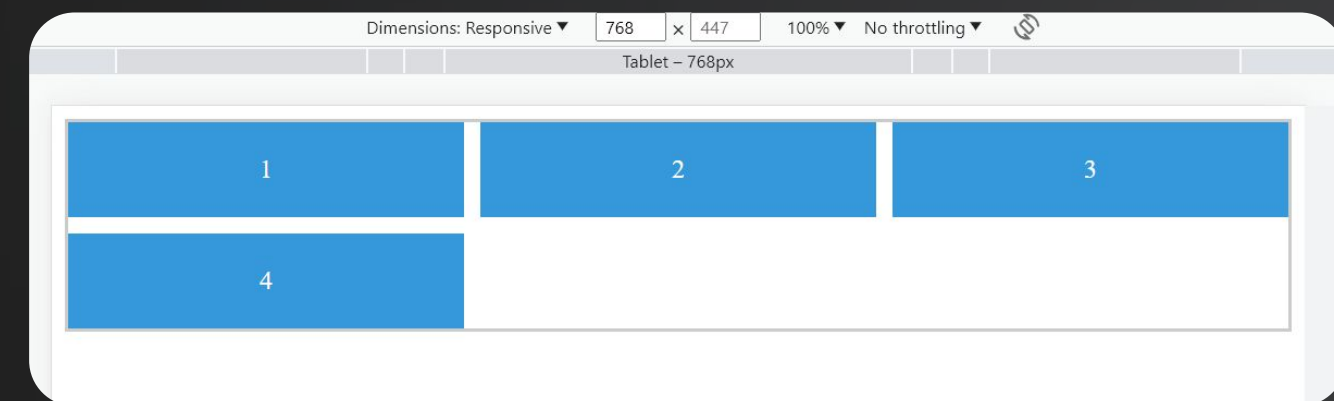 Dimensions: Responsive ▼ 768 × 447 100% ▼ No throttling ▼
Tablet – 768px
1 2 3
4